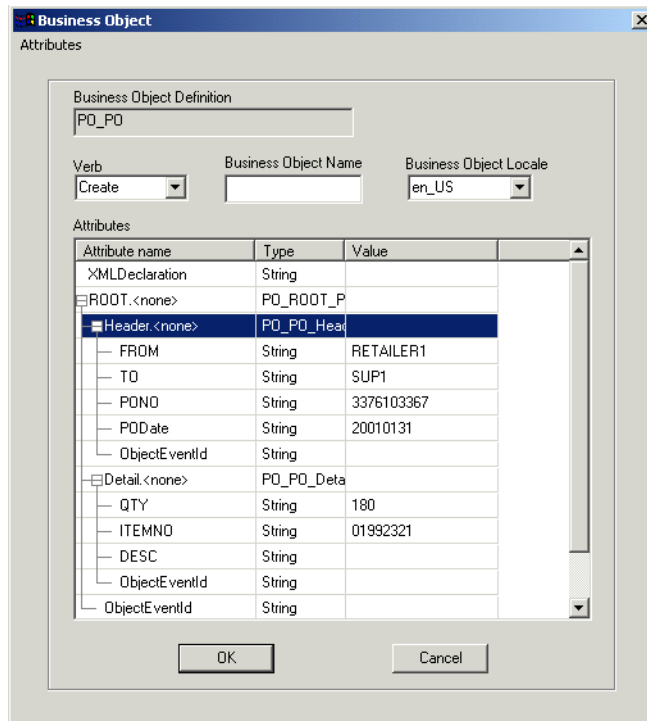 Business Object
Attributes
Business Object Definition
PO_PO
Verb Business Object Name Business Object Locale
Create en_US
Attributes
Attribute name Type Value
XMLDeclaration String
ROOT.<none> PO_ROOT_P
Header.<none> PO_PO_Head
FROM String RETAILER1
TO String SUP1
PONO String 3376103367
PODate String 20010131
ObjectEventId String
Detail.<none> PO_PO_Deta
QTY String 180
ITEMNO String 01992321
DESC String
ObjectEventId String
ObjectEventId String
OK Cancel